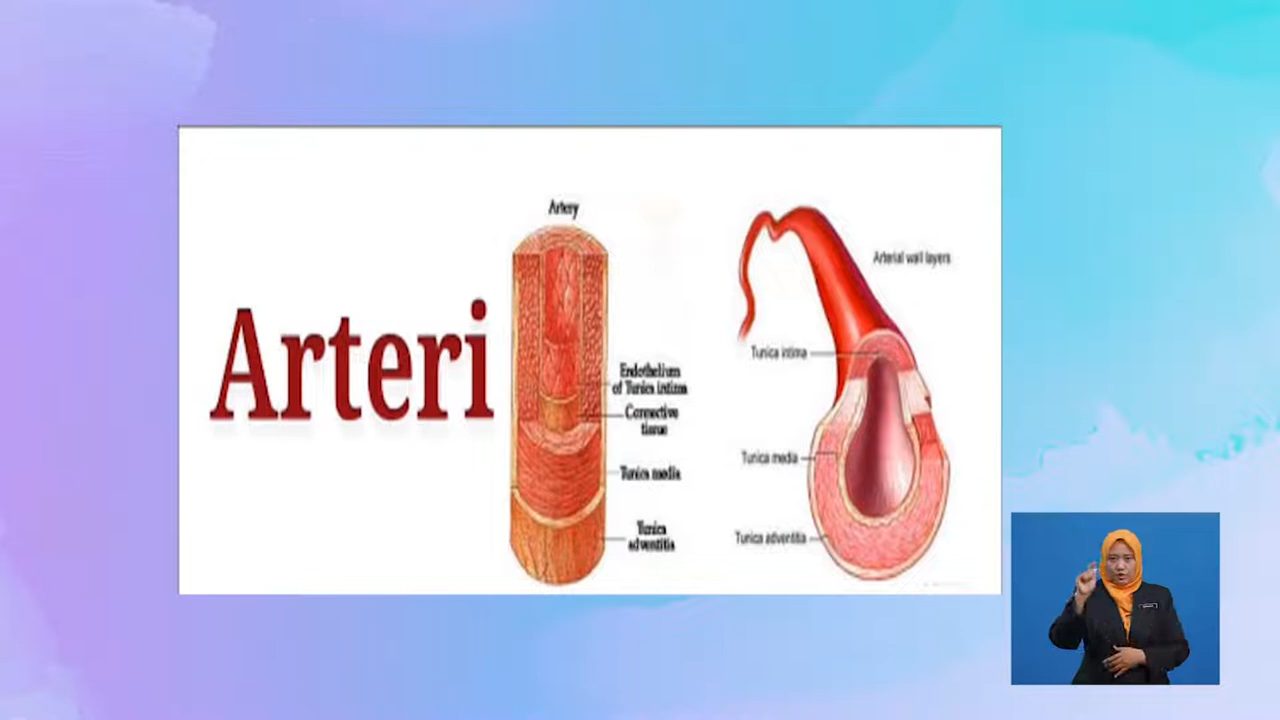 Arteri
Artery
Endothelium
of Tunica intima
Connective
tissue
Tunica media
Tunica
adventitia
Arterial wall layers
Tunica intima
Tunica media
Tunica adventitia